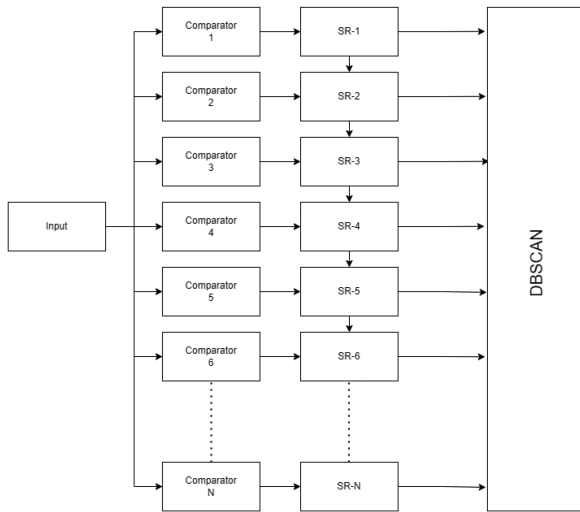 Comparator
1
SR-1
Comparator
2
SR-2
Comparator
3
SR-3
Input
Comparator
4
SR-4
DBSCAN
Comparator
5
SR-5
Comparator
6
SR-6
Comparator
N
SR-N